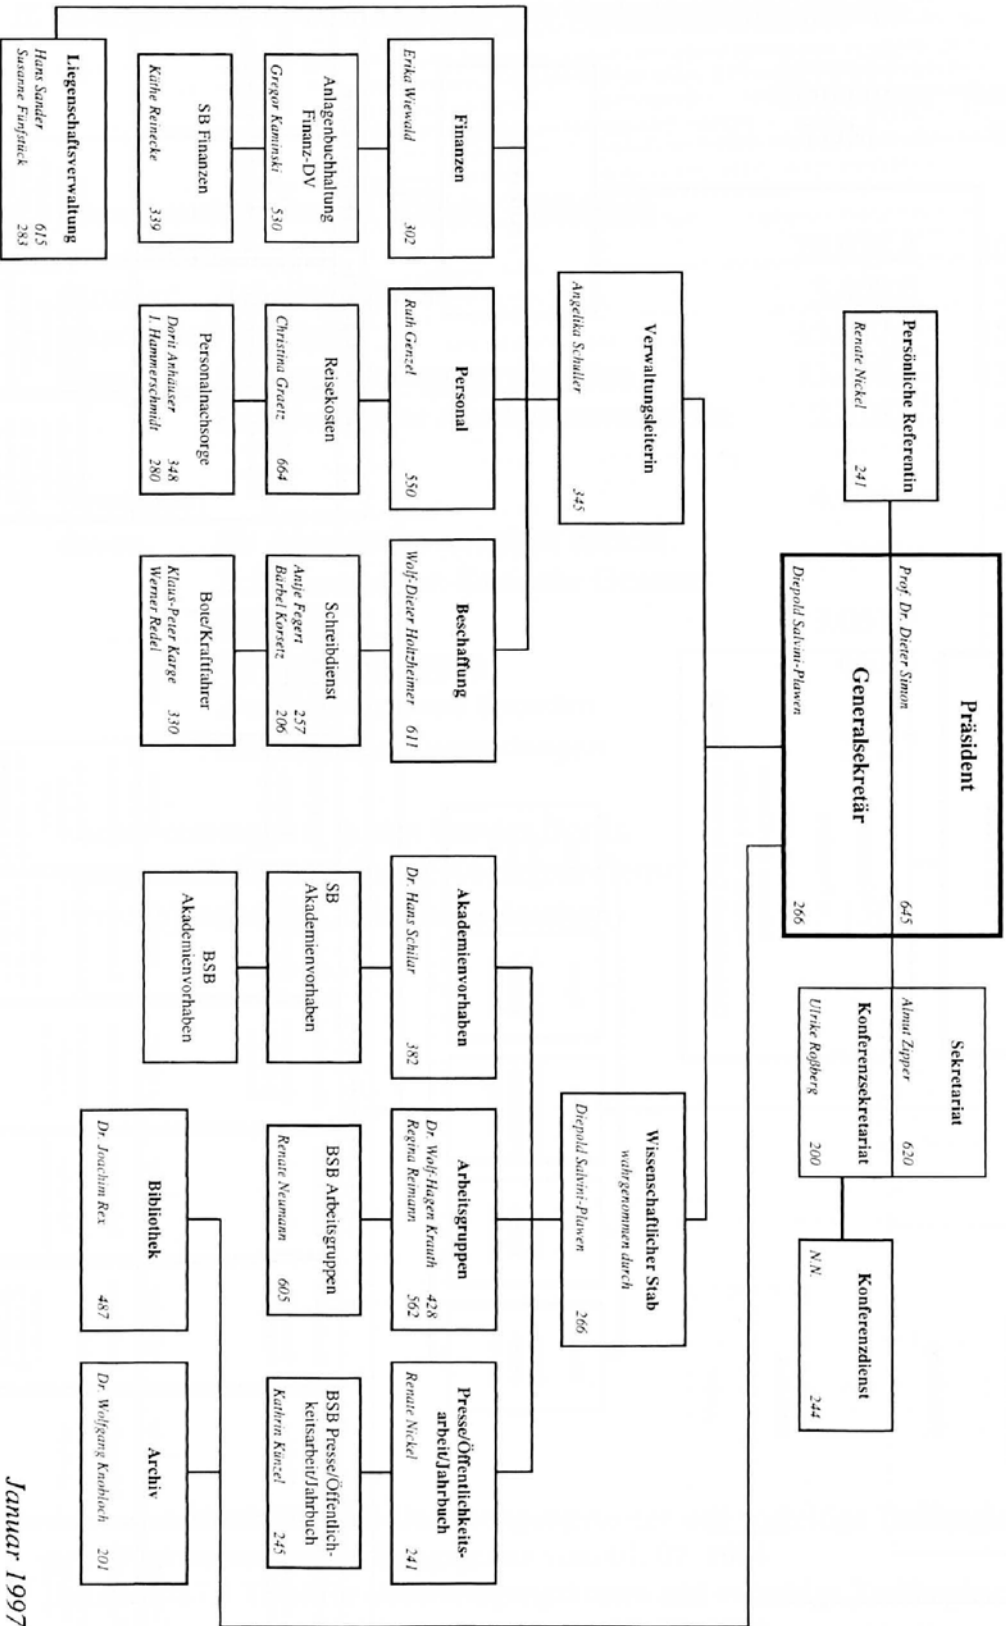 Präsident
Prof. Dr. Dieter Simon 645
Generalsekretär
Diepold Salvini-Plawen 266
Persönliche Referentin
Renate Nickel 241
Sekretariat
Almut Zipper 620
Konferenzsekretariat
Ulrike Roßberg 200
Konferenzdienst
N.N. 244
Verwaltungsleiterin
Angelika Schuller 345
Wissenschaftlicher Stab
wahrgenommen durch
Diepold Salvini-Plawen 266
Finanzen
Erika Wiewald 302
Personal
Ruth Genzel 550
Beschaffung
Wolf-Dieter Holtzheimer 611
Akademienvorhaben
Dr. Hans Schilar 382
Arbeitsgruppen
Dr. Wolf-Hagen Krauth 428
Regina Reimann 562
Presse/Öffentlichkeits-
arbeit/Jahrbuch
Renate Nickel 241
Anlagenbuchhaltung
Finanz-DV
Gregor Kaminski 530
Reisekosten
Christina Graetz 664
Schreibdienst
Antje Fegert 257
Bärbel Korsetz 206
SB
Akademienvorhaben
BSB Arbeitsgruppen
Renate Neumann 605
BSB Presse/Öffentlich-
keitsarbeit/Jahrbuch
Kathrin Künzel 245
SB Finanzen
Käthe Reinecke 339
Personalnachsorge
Dorit Anhäuser 348
I. Hammerschmidt 280
Bote/Kraftfahrer
Klaus-Peter Karge 330
Werner Redel
BSB
Akademienvorhaben
Liegenschaftsverwaltung
Hans Sander 615
Susanne Fünfstück 283
Bibliothek
Dr. Joachim Rex 487
Archiv
Dr. Wolfgang Knobloch 201
Januar 1997